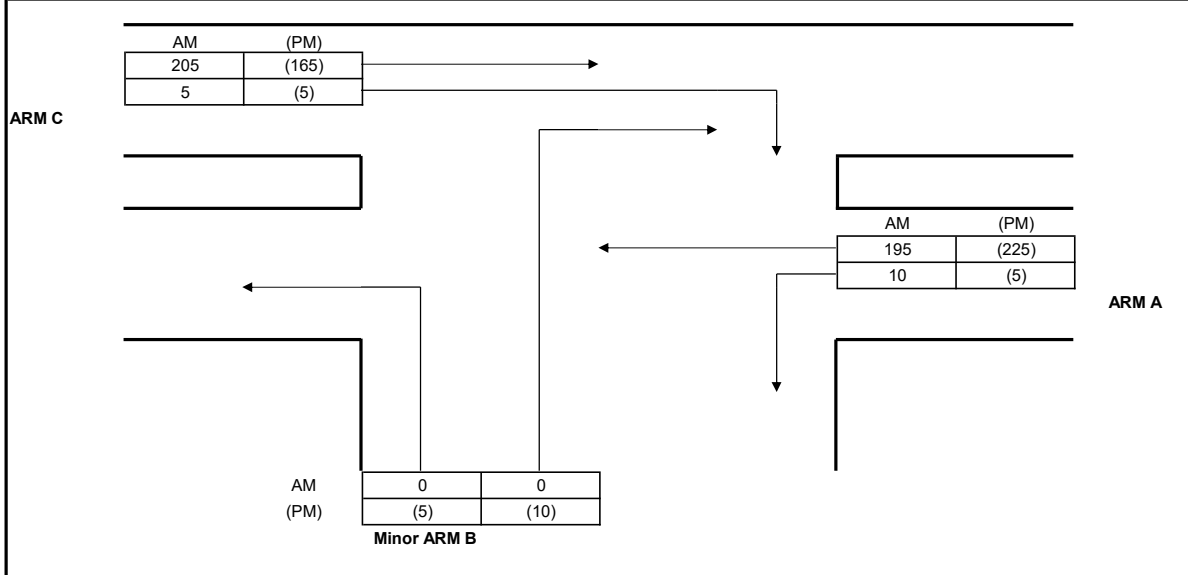 AM (PM)
205 (165)
5 (5)
ARM C
AM (PM)
195 (225)
10 (5)
ARM A
AM 0 0
(PM) (5) (10)
Minor ARM B